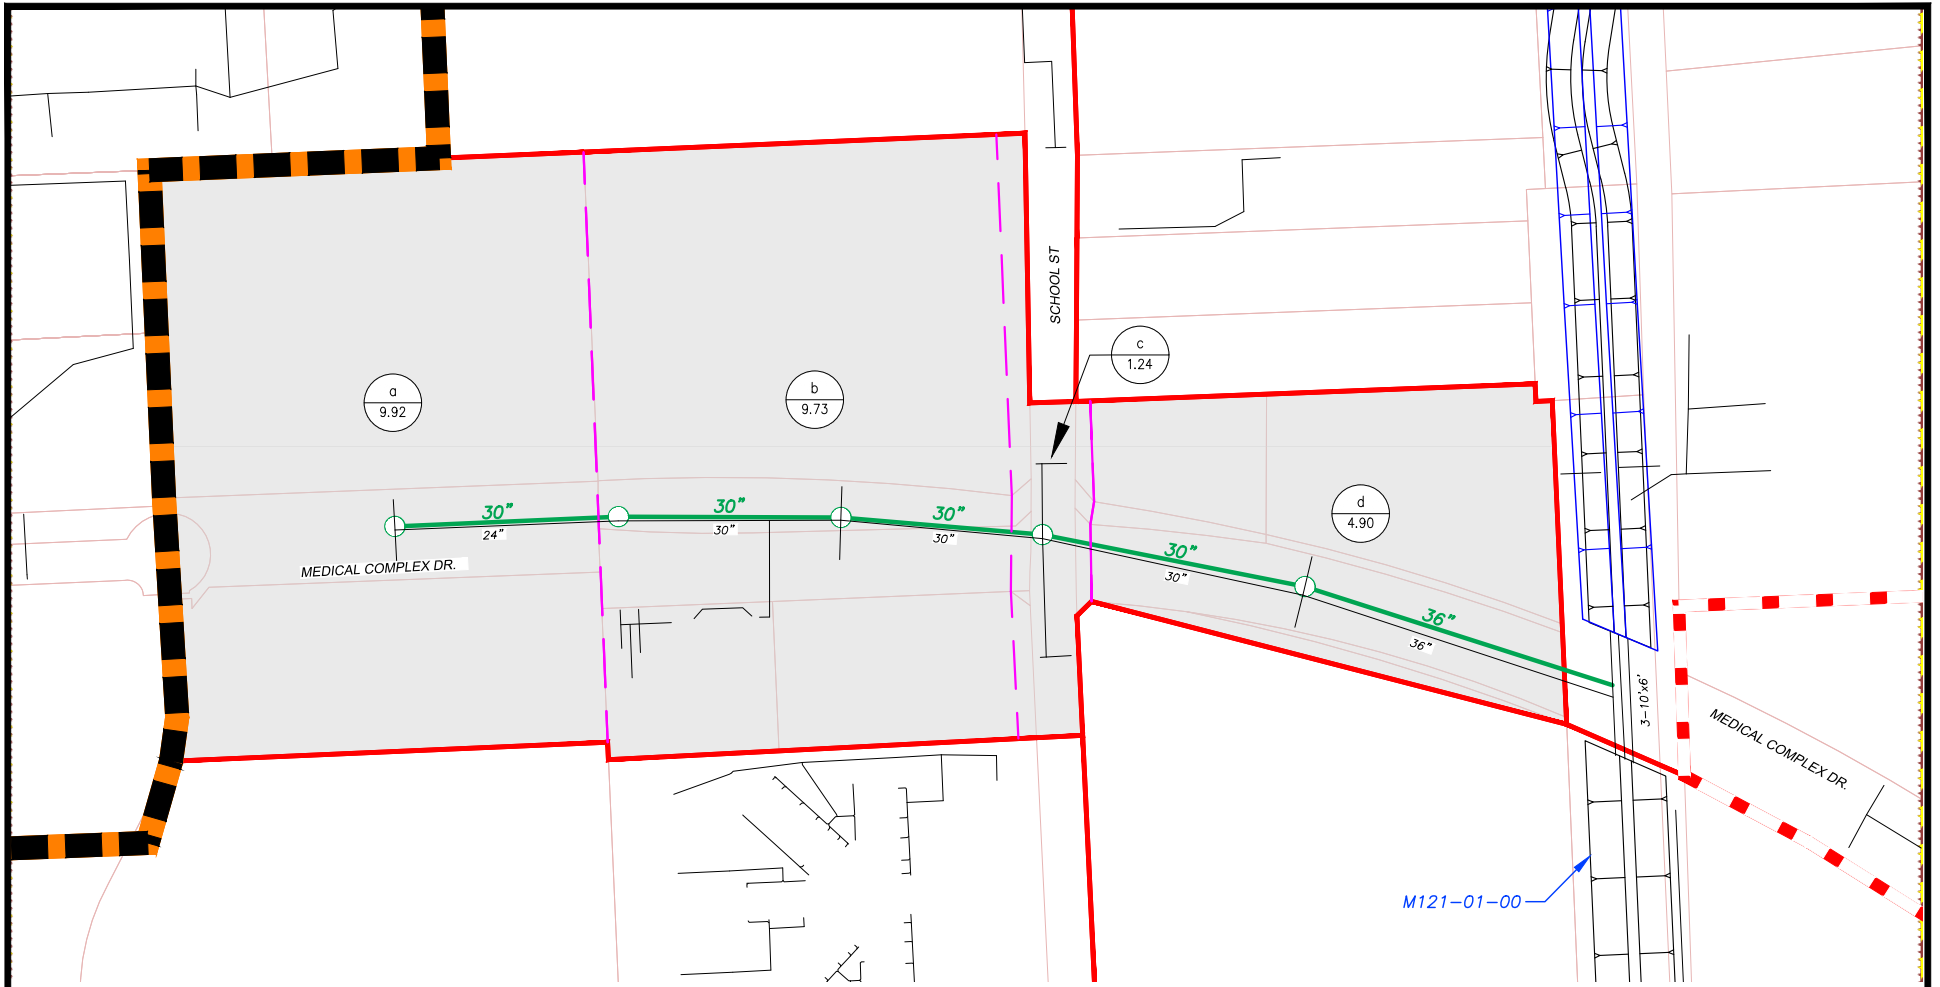 SCHOOL ST
c
1.24
a
9.92
b
9.73
d
4.90
30”
24”
30”
30”
30”
30”
30”
30”
36”
36”
MEDICAL COMPLEX DR.
3-10'x6'
MEDICAL COMPLEX DR.
M121-01-00